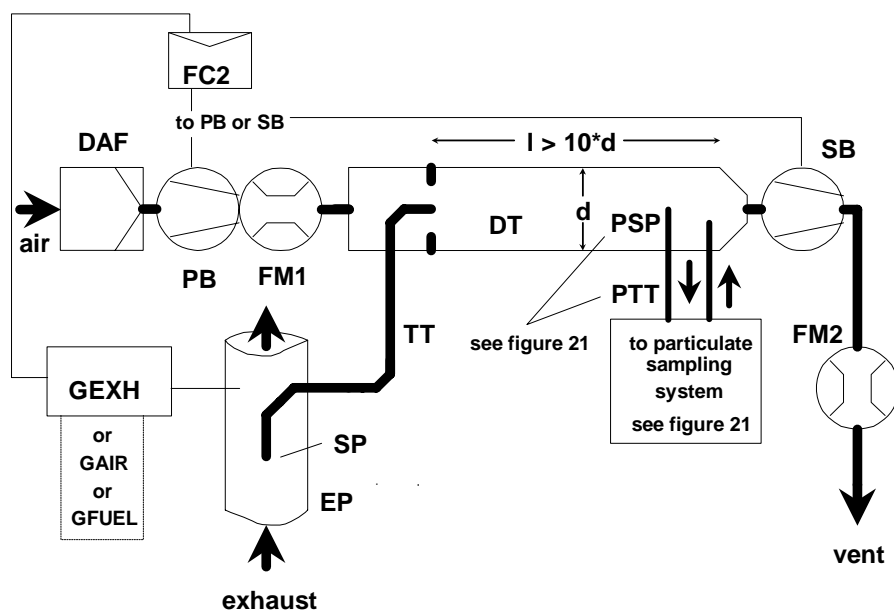 FC2
to PB or SB
DAF
l > 10*d
SB
air
d
DT
PSP
PB
FM1
PTT
TT
see figure 21
FM2
to particulate
sampling
system
see figure 21
GEXH
or
GAIR
or
GFUEL
SP
EP
vent
exhaust